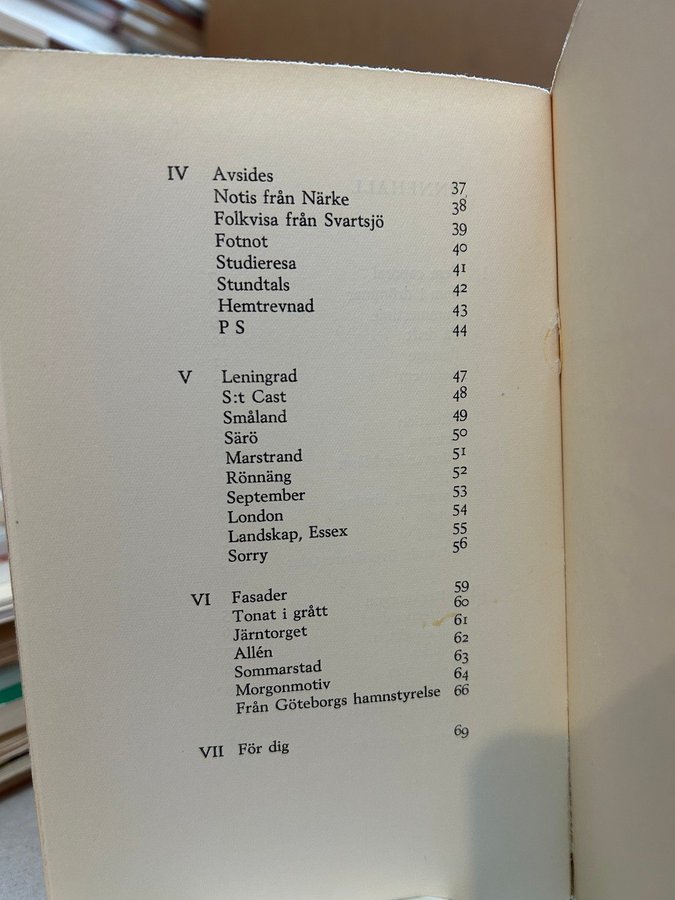 IV Avsides 37
Notis från Närke 38
Folkvisa från Svartsjö 39
Fotnot 40
Studieresa 41
Stundtals 42
Hemtrevnad 43
P S 44
V Leningrad 47
S:t Cast 48
Småland 49
Särö 50
Marstrand 51
Rönnäng 52
September 53
London 54
Landskap, Essex 55
Sorry 56
VI Fasader 59
Tonat i grått 60
Järntorget 61
Allén 62
Sommarstad 63
Morgonmotiv 64
Från Göteborgs hamnstyrelse 66
VII För dig 69